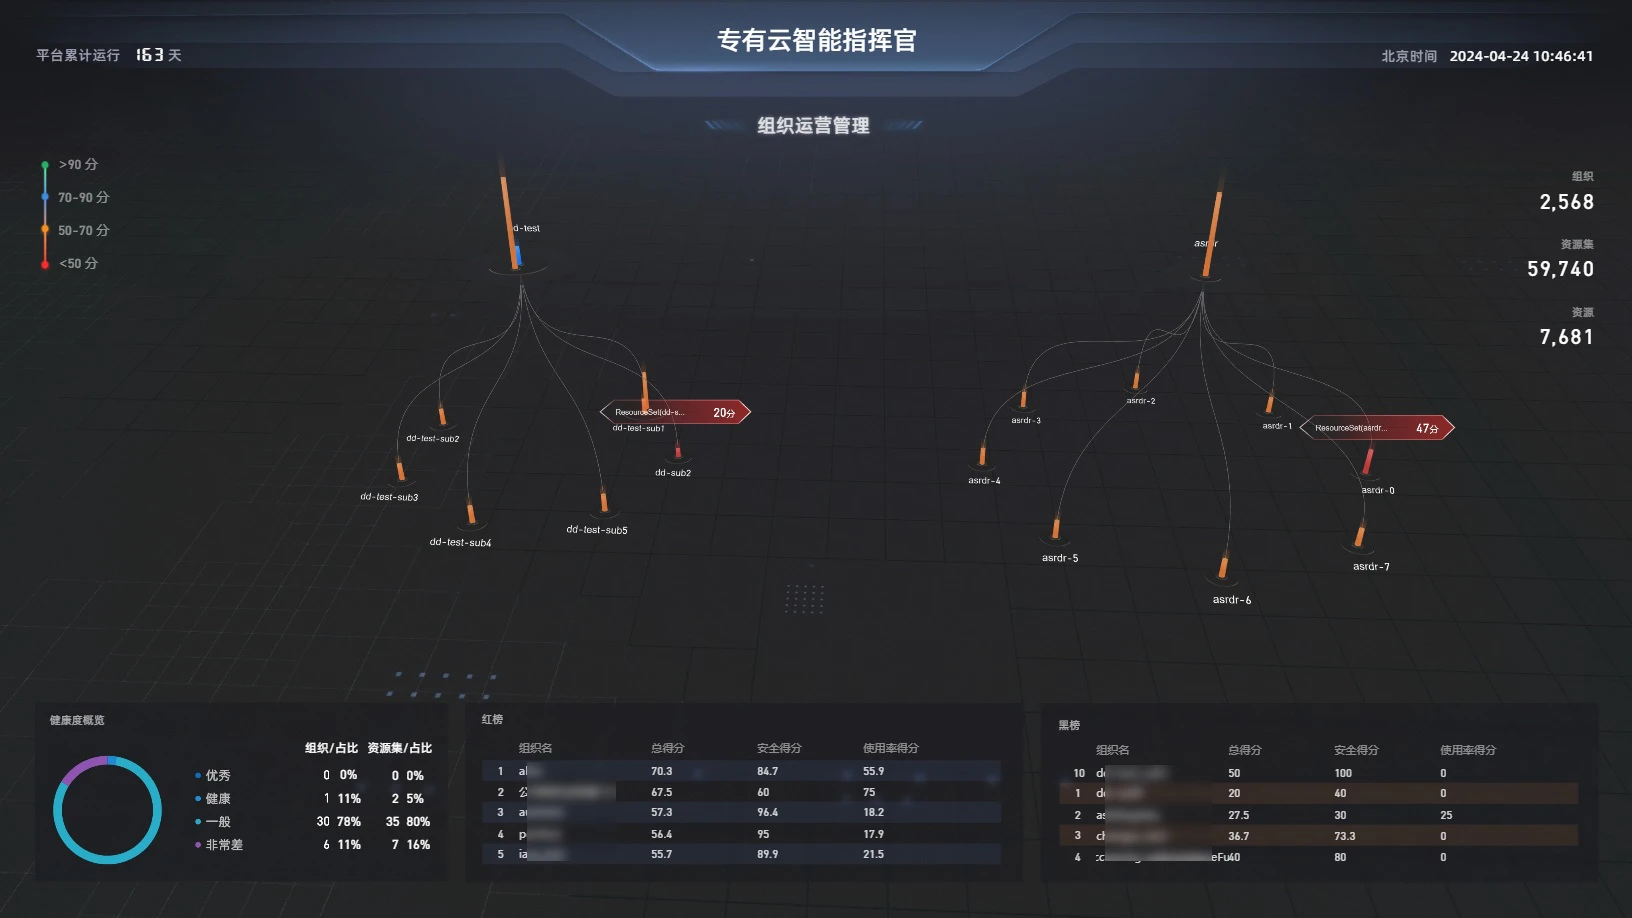 专有云智能指挥官
平台累计运行 163 天
北京时间 2024-04-24 10:46:41
组织运营管理
>90 分
70-90 分
50-70 分
<50 分
组织
2,568
资源集
59,740
资源
7,681
d-test
dd-test-sub2
dd-test-sub3
dd-test-sub4
dd-test-sub5
ResourceSet(dd-s... 20分
dd-test-sub1
dd-sub2
asrdr-3
asrdr-2
asrdr-1
ResourceSet(asrdr... 47分
asrdr-4
asrdr-0
asrdr-5
asrdr-7
asrdr-6
健康度概览
组织/占比 资源集/占比
优秀 0 0% 0 0%
健康 1 11% 2 5%
一般 30 78% 35 80%
非常差 6 11% 7 16%
红榜
组织名 总得分 安全得分 使用率得分
1 70.3 84.7 55.9
2 公 67.5 60 75
3 57.3 96.4 18.2
4 56.4 95 17.9
5 55.7 89.9 21.5
黑榜
组织名 总得分 安全得分 使用率得分
10 50 100 0
1 20 40 0
2 27.5 30 25
3 36.7 73.3 0
4 40 80 0